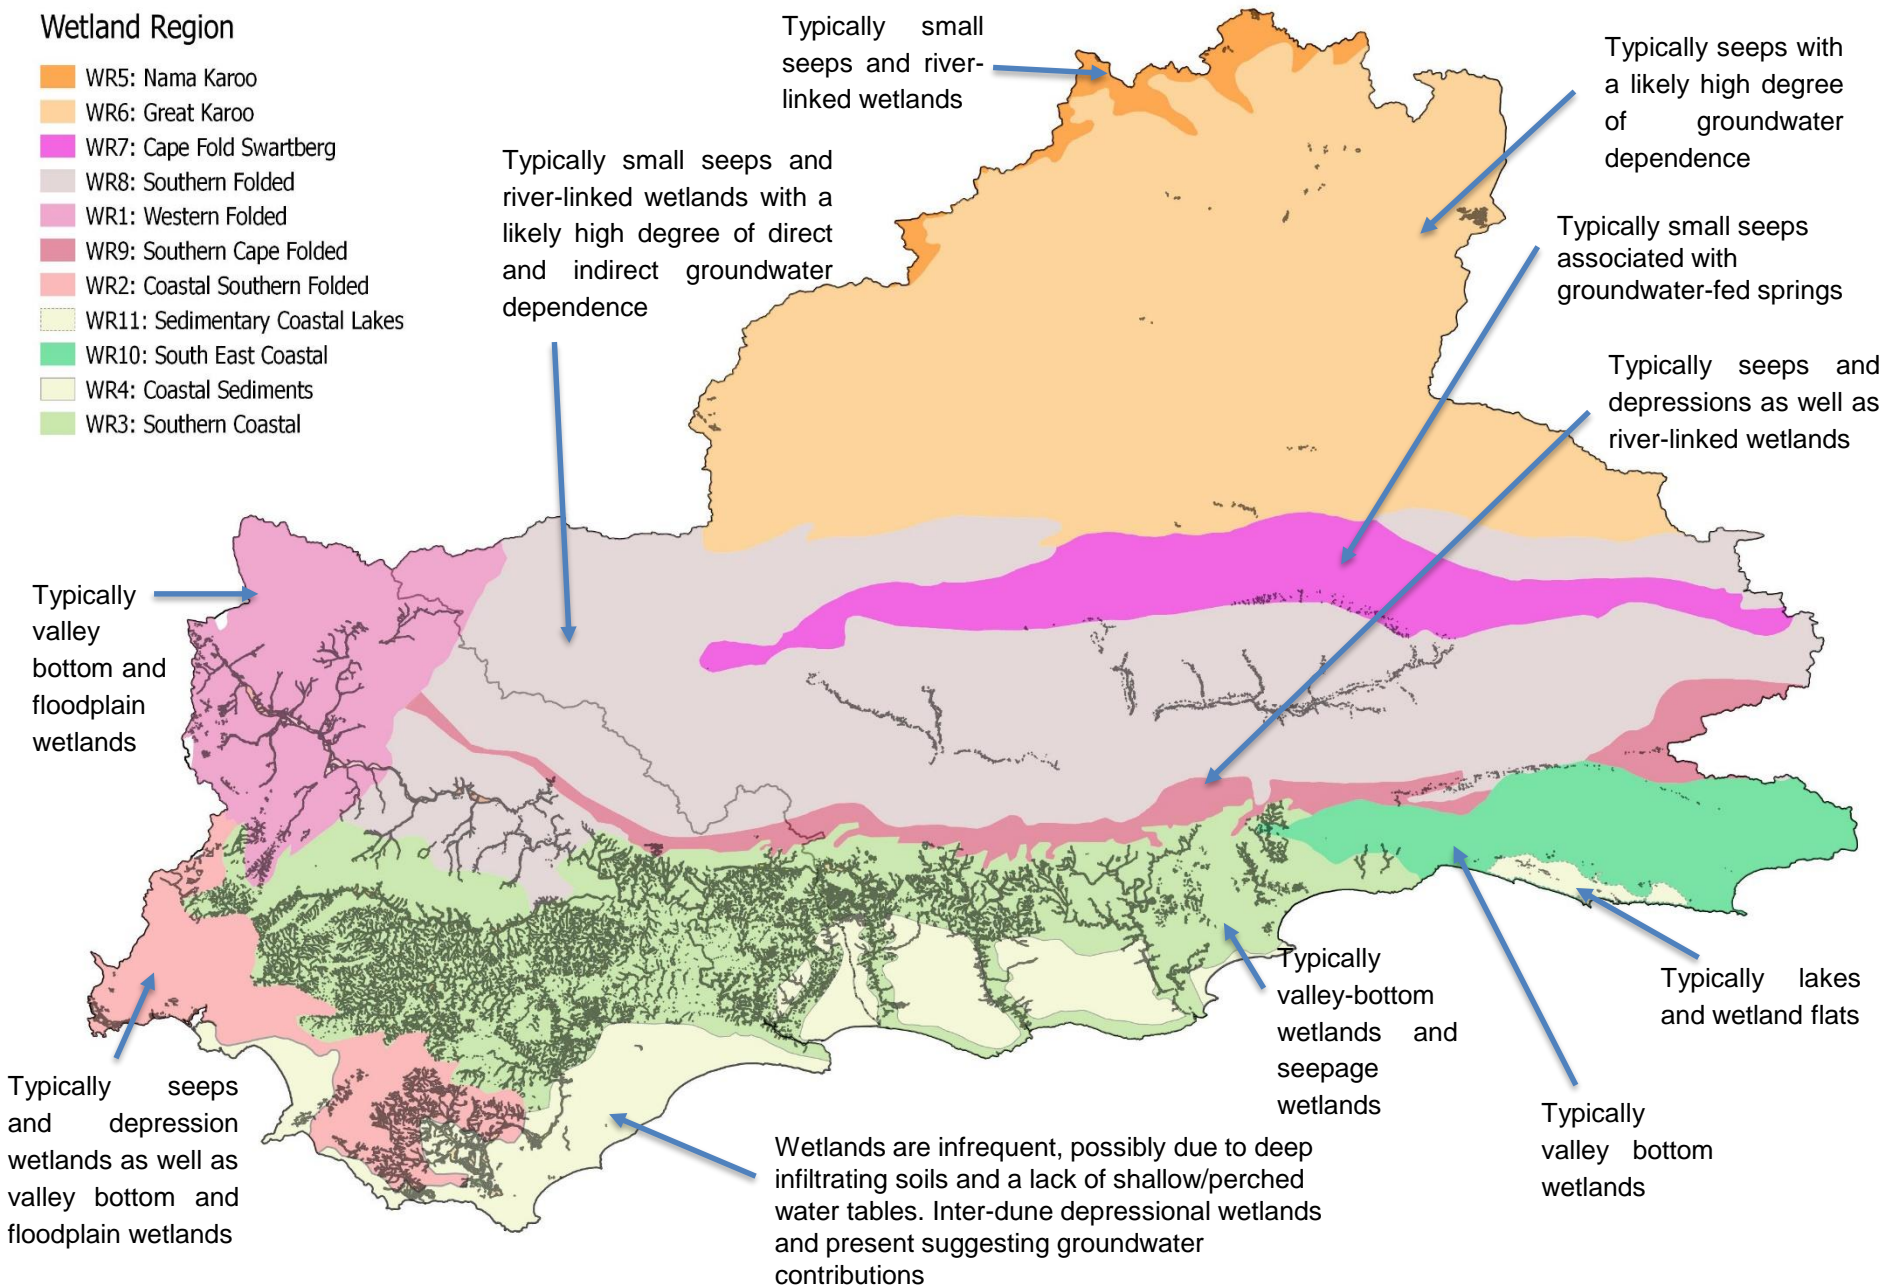 Wetland Region
WR5: Nama Karoo
WR6: Great Karoo
WR7: Cape Fold Swartberg
WR8: Southern Folded
WR1: Western Folded
WR9: Southern Cape Folded
WR2: Coastal Southern Folded
WR11: Sedimentary Coastal Lakes
WR10: South East Coastal
WR4: Coastal Sediments
WR3: Southern Coastal
Typically small
seeps and river-
linked wetlands
Typically seeps with
a likely high degree
of groundwater
dependence
Typically small seeps and
river-linked wetlands with a
likely high degree of direct
and indirect groundwater
dependence
Typically small seeps
associated with
groundwater-fed springs
Typically seeps and
depressions as well as
river-linked wetlands
Typically
valley
bottom and
floodplain
wetlands
Typically
valley-bottom
wetlands and
seepage
wetlands
Typically lakes
and wetland flats
Typically
valley bottom
wetlands
Typically seeps
and depression
wetlands as well as
valley bottom and
floodplain wetlands
Wetlands are infrequent, possibly due to deep
infiltrating soils and a lack of shallow/perched
water tables. Inter-dune depressional wetlands
and present suggesting groundwater
contributions